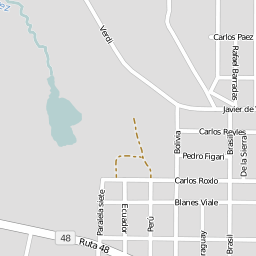 Carlos Paez
Verdi
Rafael Barradas
Javier de
Carlos Reyles
Bolivia
Brasil
De la Sierra
Pedro Figari
Carlos Roxlo
Paralela siete
Ecuador
Perú
Blanes Viale
Brasil
48
Ruta 48